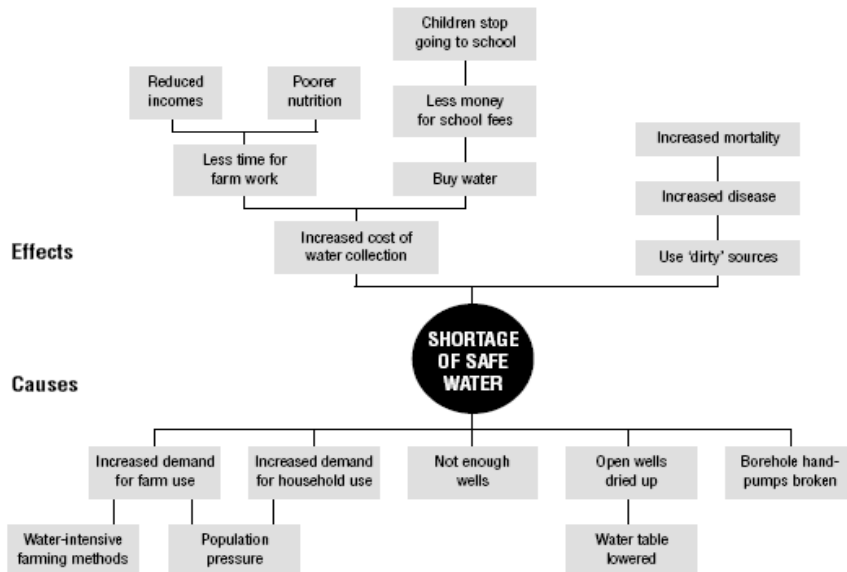 Children stop
going to school
Reduced
incomes
Poorer
nutrition
Less money
for school fees
Increased mortality
Less time for
farm work
Buy water
Increased disease
Effects
Increased cost of
water collection
Use ‘dirty’ sources
SHORTAGE
OF SAFE
WATER
Causes
Increased demand
for farm use
Increased demand
for household use
Not enough
wells
Open wells
dried up
Borehole hand-
pumps broken
Water-intensive
farming methods
Population
pressure
Water table
lowered